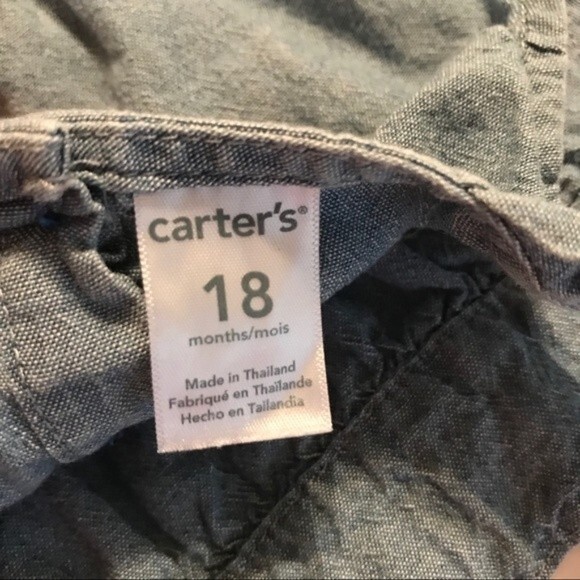 carter's®
18
months/mois
Made in Thailand
Fabriqué en Thaïlande
Hecho en Tailandia